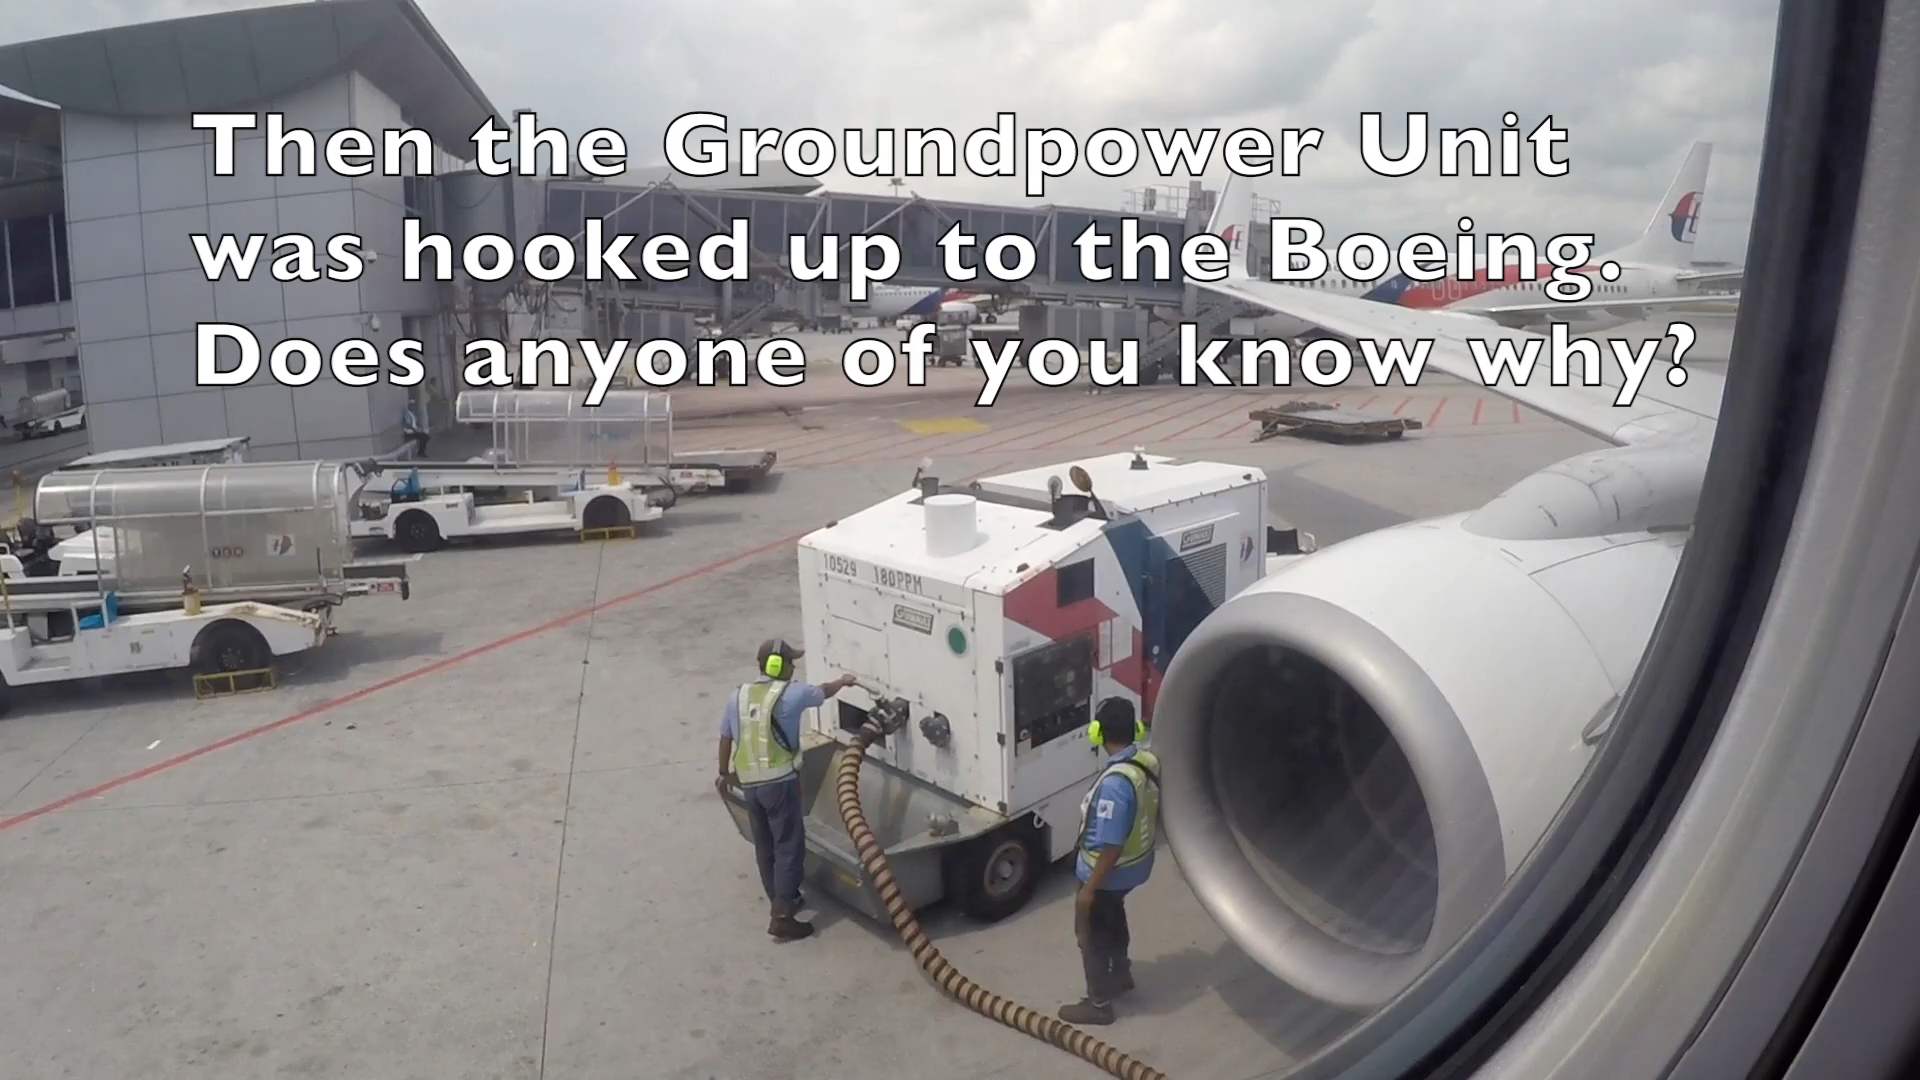 Then the Groundpower Unit
was hooked up to the Boeing.
Does anyone of you know why?
10529 180PPM